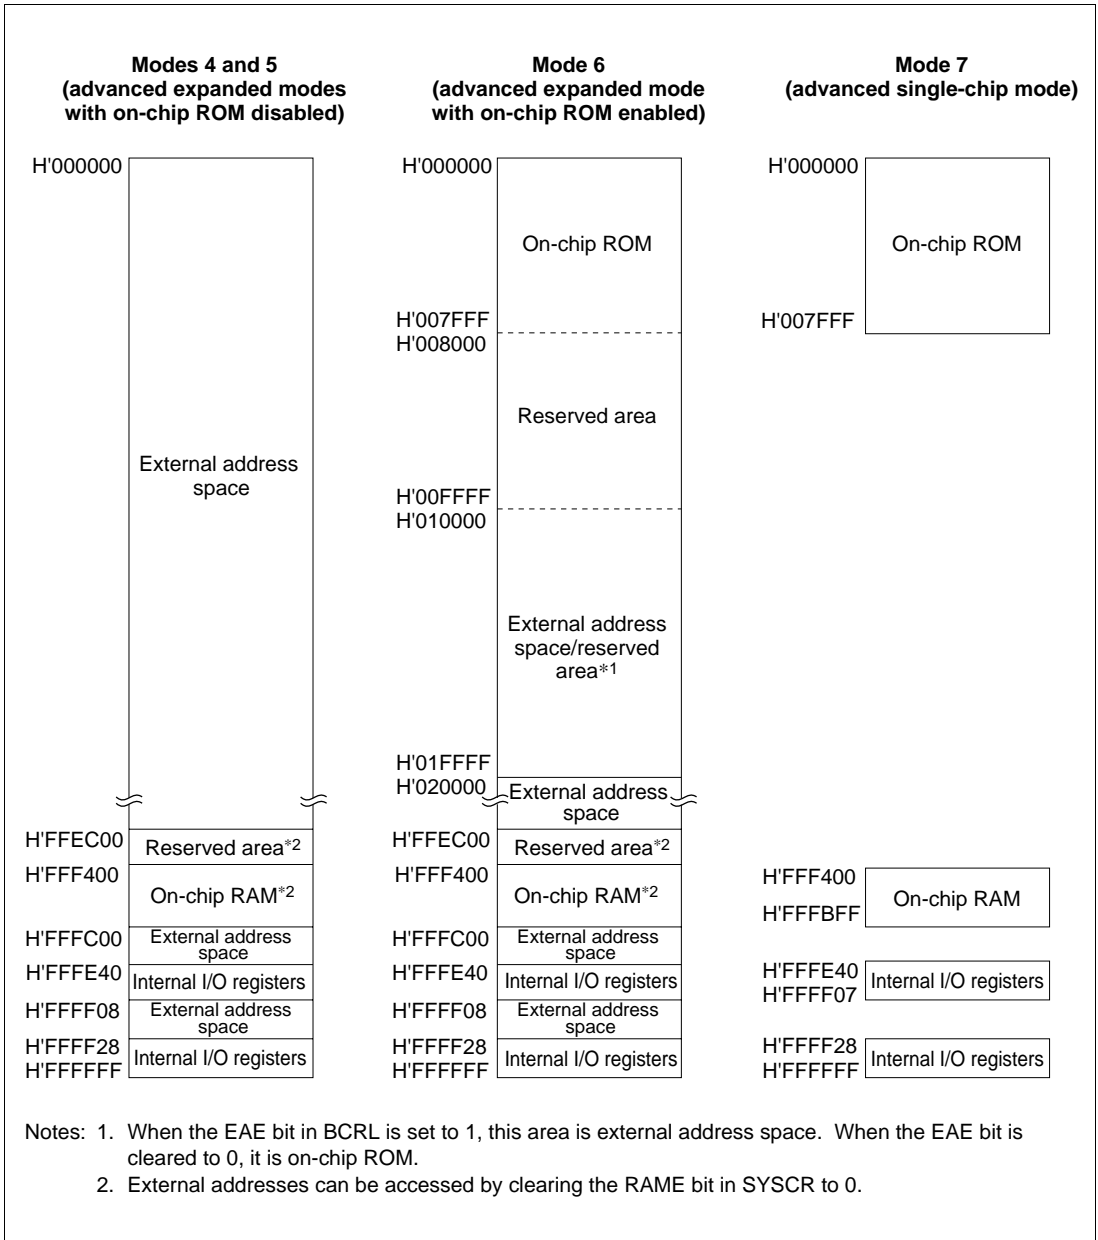 Modes 4 and 5
(advanced expanded modes
with on-chip ROM disabled)
H'000000
External address
space
H'FFEC00
Reserved area*2
H'FFF400
On-chip RAM*2
H'FFFC00
External address
space
H'FFFE40
Internal I/O registers
H'FFFF08
External address
space
H'FFFF28
Internal I/O registers
H'FFFFFF
Mode 6
(advanced expanded mode
with on-chip ROM enabled)
H'000000
On-chip ROM
H'007FFF
H'008000
Reserved area
H'00FFFF
H'010000
External address
space/reserved
area*1
H'01FFFF
H'020000
External address
space
H'FFEC00
Reserved area*2
H'FFF400
On-chip RAM*2
H'FFFC00
External address
space
H'FFFE40
Internal I/O registers
H'FFFF08
External address
space
H'FFFF28
Internal I/O registers
H'FFFFFF
Mode 7
(advanced single-chip mode)
H'000000
On-chip ROM
H'007FFF
H'FFF400
On-chip RAM
H'FFFBFF
H'FFFE40
Internal I/O registers
H'FFFF07
H'FFFF28
Internal I/O registers
H'FFFFFF
Notes: 1. When the EAE bit in BCRL is set to 1, this area is external address space. When the EAE bit is
cleared to 0, it is on-chip ROM.
2. External addresses can be accessed by clearing the RAME bit in SYSCR to 0.